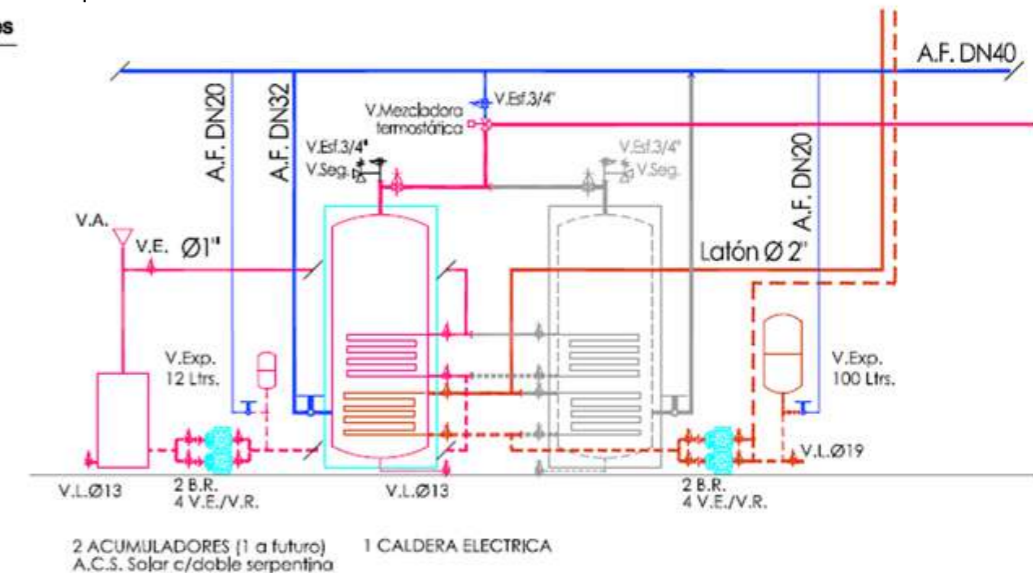 es
A.F. DN40
A.F. DN20
A.F. DN32
V.Esf.3/4"
V.Mezcladora
termostática
V.Esf.3/4"
V.Seg.
V.Esf.3/4"
V.Seg.
A.F. DN20
V.A.
V.E. Ø1"
Latón Ø 2"
V.Exp.
12 Ltrs.
V.Exp.
100 Ltrs.
V.L.Ø19
V.L.Ø13
2 B.R.
4 V.E./V.R.
V.L.Ø13
2 B.R.
4 V.E./V.R.
2 ACUMULADORES (1 a futuro)
A.C.S. Solar c/doble serpentina
1 CALDERA ELECTRICA